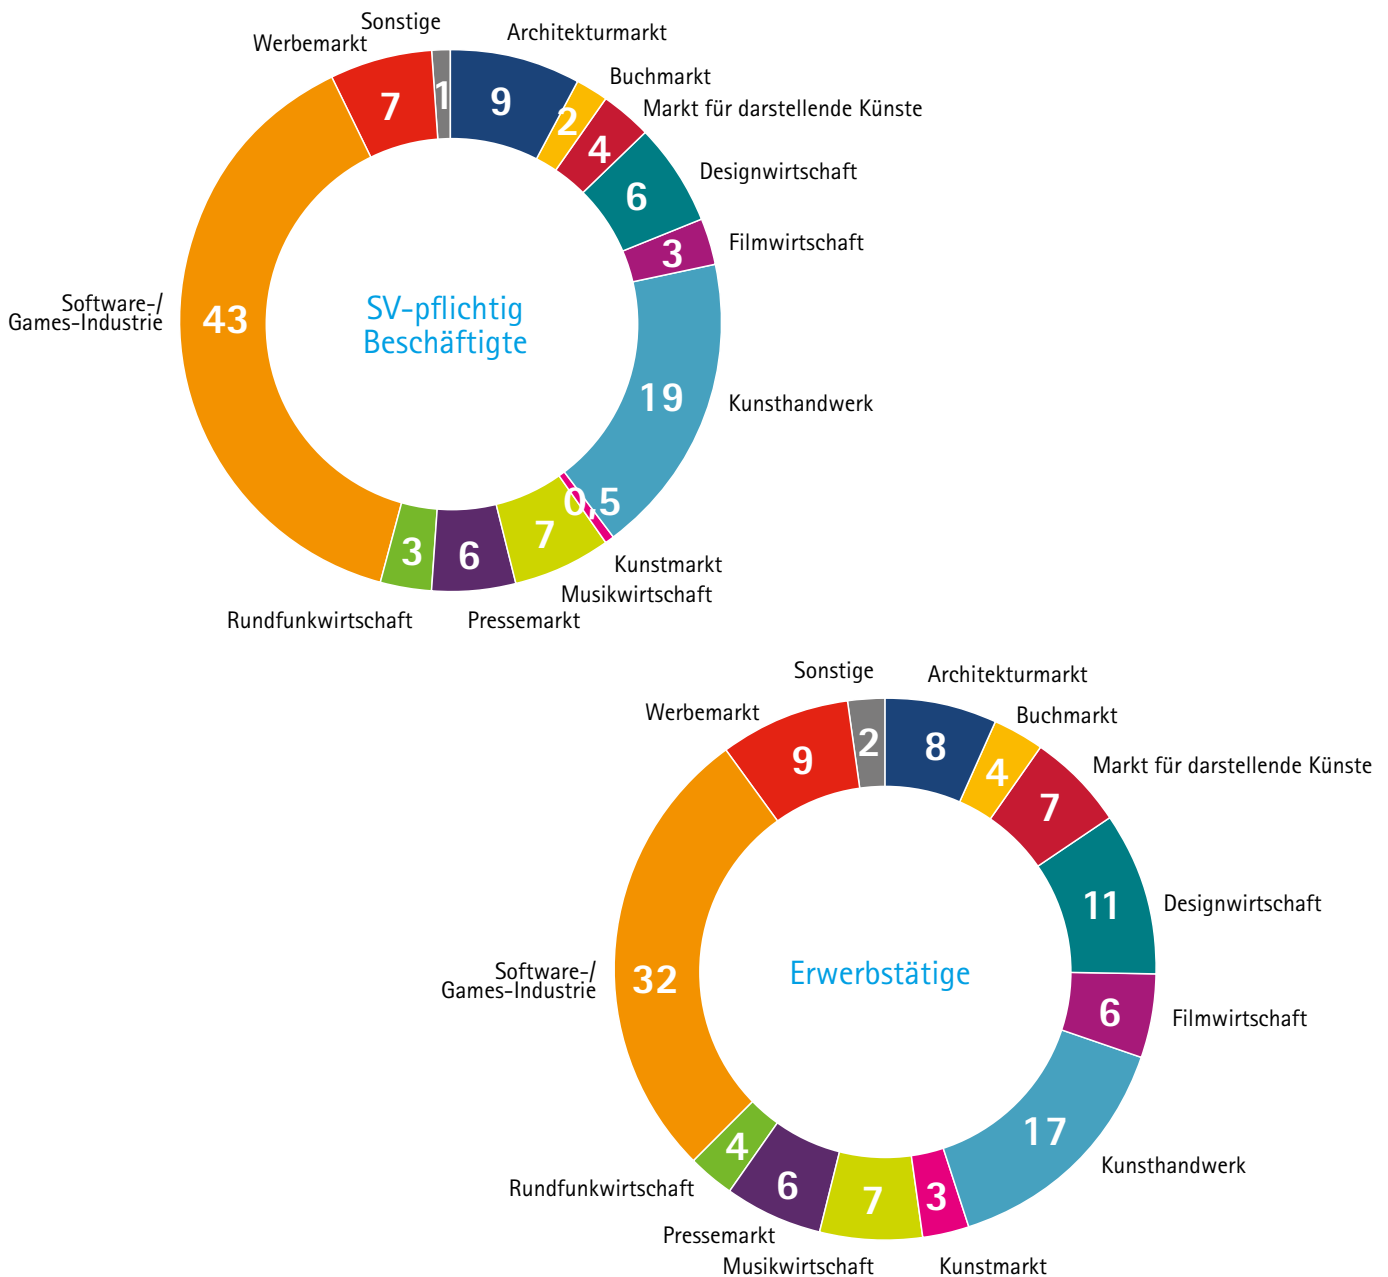 Sonstige
Architekturmarkt
Werbemarkt
Buchmarkt
Markt für darstellende Künste
7
1
9
2
4
Designwirtschaft
6
Filmwirtschaft
3
Software-/
Games-Industrie
43
SV-pflichtig
Beschäftigte
19
Kunsthandwerk
0,5
7
3
6
Kunstmarkt
Musikwirtschaft
Rundfunkwirtschaft
Pressemarkt
Sonstige
Architekturmarkt
Werbemarkt
Buchmarkt
Markt für darstellende Künste
9
2
8
4
7
11
Designwirtschaft
Software-/
Games-Industrie
32
Erwerbstätige
6
Filmwirtschaft
17
Kunsthandwerk
4
6
7
3
Rundfunkwirtschaft
Pressemarkt
Musikwirtschaft
Kunstmarkt